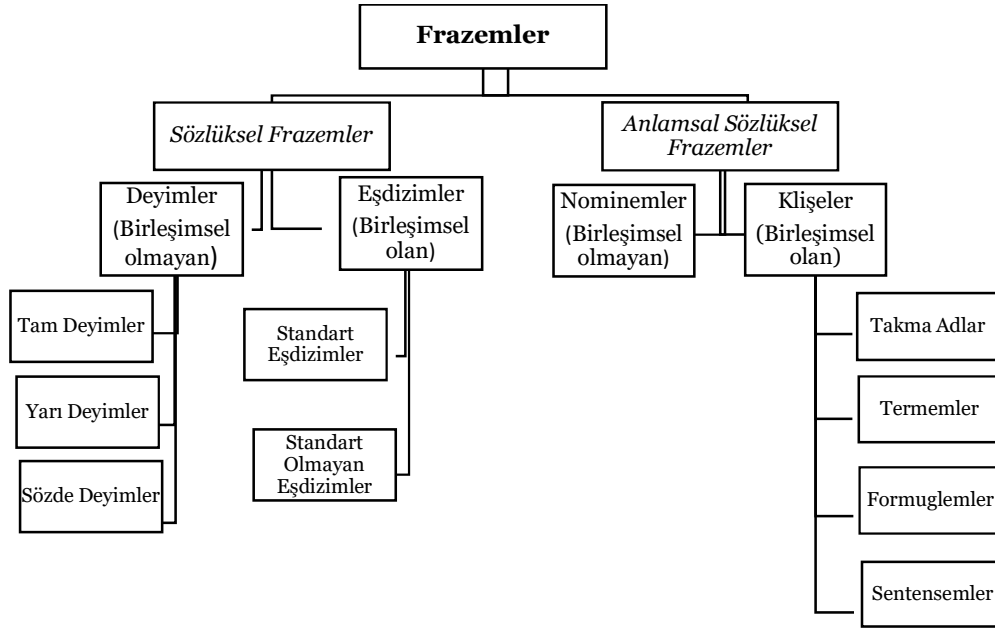 Frazemler
Sözlüksel Frazemler
Anlamsal Sözlüksel
Frazemler
Deyimler
(Birleşimsel
olmayan)
Eşdizimler
(Birleşimsel
olan)
Nominemler
(Birleşimsel
olmayan)
Klişeler
(Birleşimsel
olan)
Tam Deyimler
Yarı Deyimler
Sözde Deyimler
Standart
Eşdizimler
Standart
Olmayan
Eşdizimler
Takma Adlar
Termemler
Formuglemler
Sentensemler